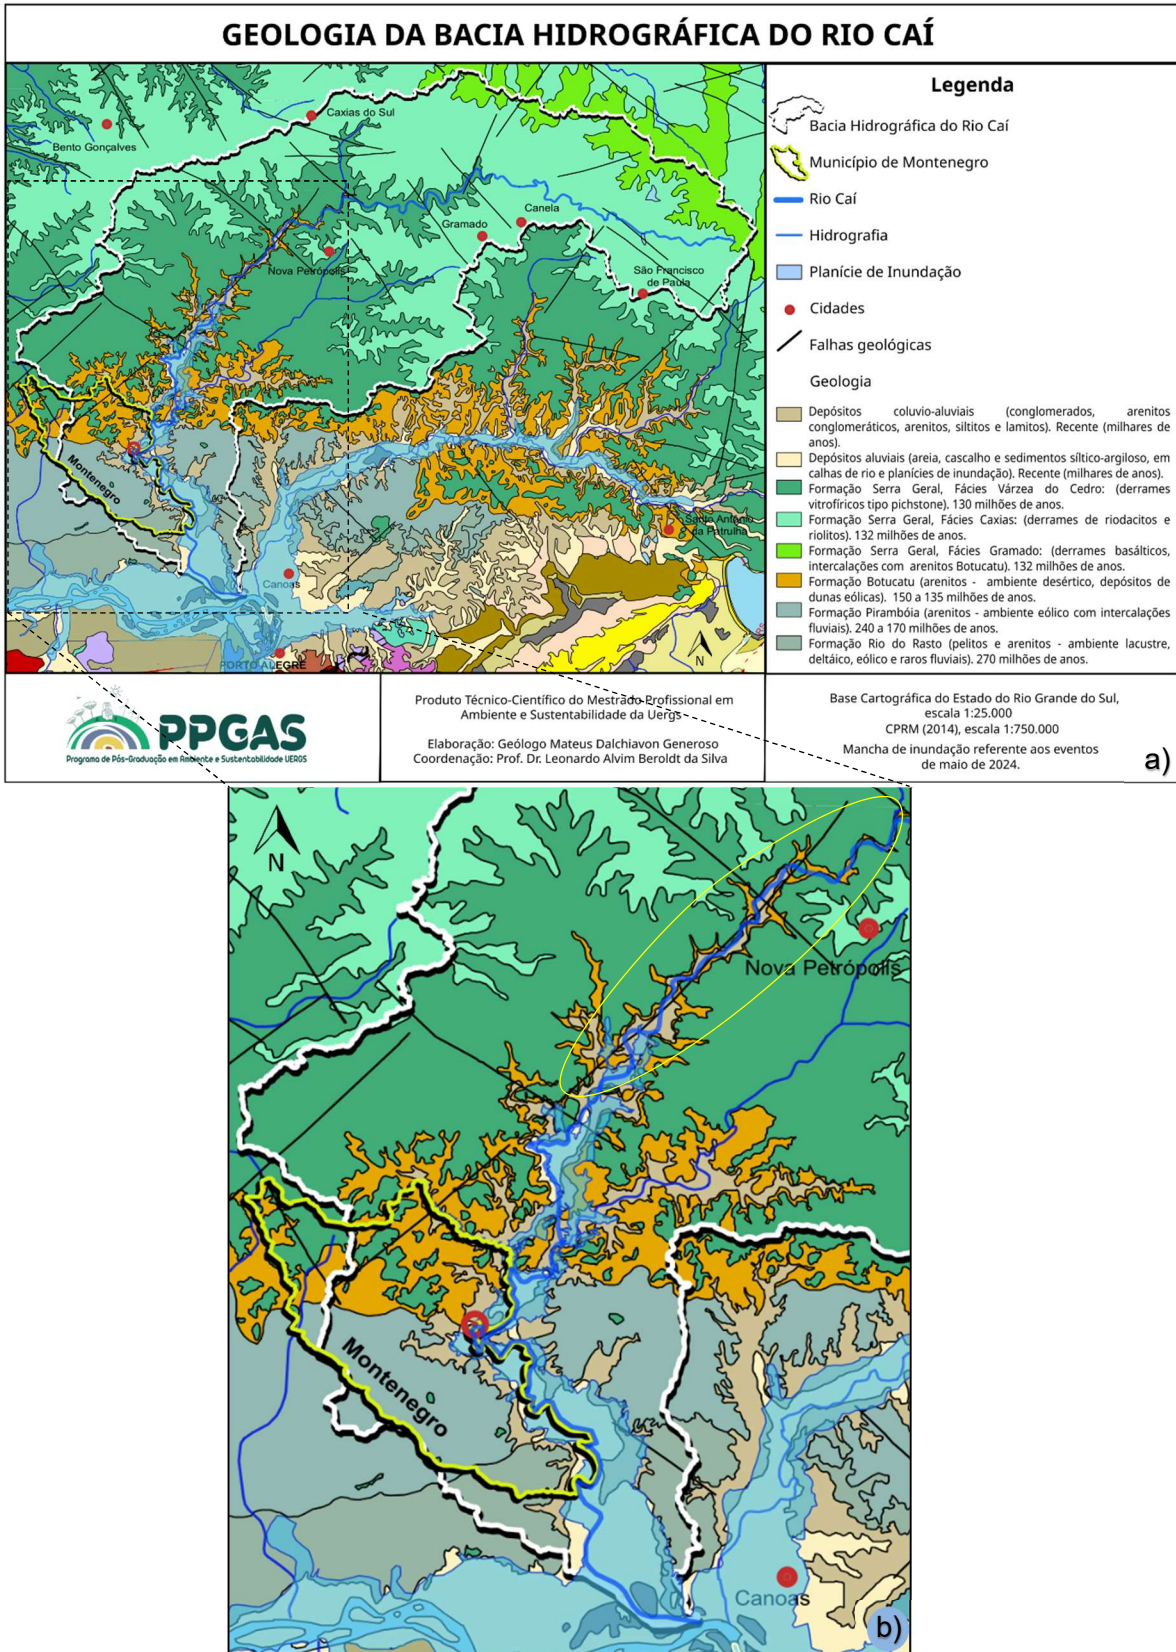 GEOLOGIA DA BACIA HIDROGRÁFICA DO RIO CAÍ
Caxias do Sul
Bento Gonçalves
Canela
Gramado
Nova Petrópolis
São Francisco
de Paula
Montenegro
Santo Antônio
da Patrulha
Canoas
PORTO ALEGRE
N
Legenda
Bacia Hidrográfica do Rio Caí
Município de Montenegro
Rio Caí
Hidrografia
Planície de Inundação
Cidades
Falhas geológicas
Geologia
Depósitos coluvio-aluviais (conglomerados, arenitos
conglomeráticos, arenitos, siltitos e lamitos). Recente (milhares de
anos).
Depósitos aluviais (areia, cascalho e sedimentos síltico-argiloso, em
calhas de rio e planícies de inundação). Recente (milhares de anos).
Formação Serra Geral, Fácies Várzea do Cedro: (derrames
vitrofíricos tipo pichstone). 130 milhões de anos.
Formação Serra Geral, Fácies Caxias: (derrames de riodacitos e
riolitos). 132 milhões de anos.
Formação Serra Geral, Fácies Gramado: (derrames basálticos,
intercalações com arenitos Botucatu). 132 milhões de anos.
Formação Botucatu (arenitos - ambiente desértico, depósitos de
dunas eólicas). 150 a 135 milhões de anos.
Formação Pirambóia (arenitos - ambiente eólico com intercalações
fluviais). 240 a 170 milhões de anos.
Formação Rio do Rasto (pelitos e arenitos - ambiente lacustre,
deltáico, eólico e raros fluviais). 270 milhões de anos.
PPGAS
Programa de Pós-Graduação em Ambiente e Sustentabilidade UERGS
Produto Técnico-Científico do Mestrado Profissional em
Ambiente e Sustentabilidade da Uergs
Elaboração: Geólogo Mateus Dalchiavon Generoso
Coordenação: Prof. Dr. Leonardo Alvim Beroldt da Silva
Base Cartográfica do Estado do Rio Grande do Sul,
escala 1:25.000
CPRM (2014), escala 1:750.000
Mancha de inundação referente aos eventos
de maio de 2024.
a)
N
Nova Petrópolis
Montenegro
Canoas
b)